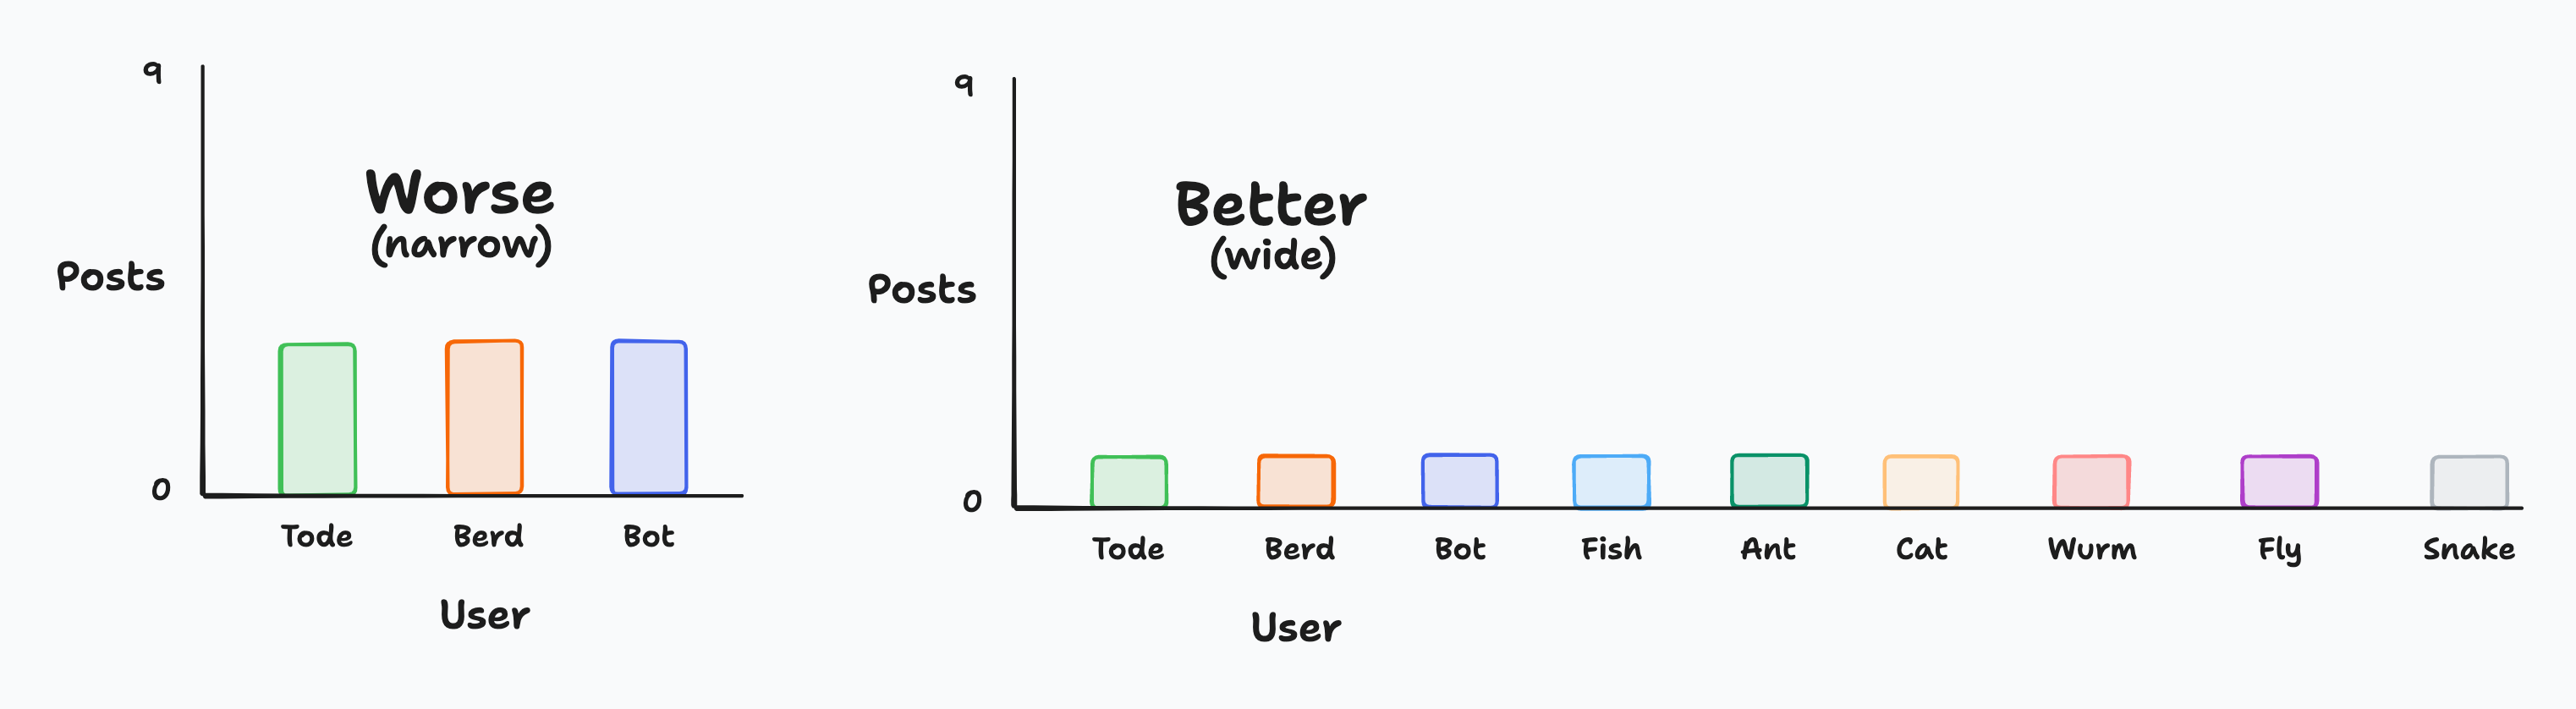 9
Worse
(narrow)
Posts
0
Tode Berd Bot
User
9
Better
(wide)
Posts
0
Tode Berd Bot Fish Ant Cat Wurm Fly Snake
User